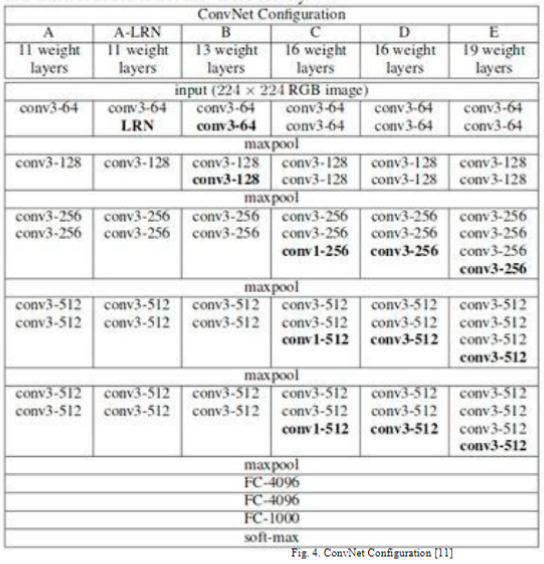 ConvNet Configuration
A A-LRN B C D E
11 weight 11 weight 13 weight 16 weight 16 weight 19 weight
layers layers layers layers layers layers
input (224 × 224 RGB image)
conv3-64 conv3-64 conv3-64 conv3-64 conv3-64 conv3-64
LRN conv3-64 conv3-64 conv3-64 conv3-64
maxpool
conv3-128 conv3-128 conv3-128 conv3-128 conv3-128 conv3-128
conv3-128 conv3-128 conv3-128 conv3-128
maxpool
conv3-256 conv3-256 conv3-256 conv3-256 conv3-256 conv3-256
conv3-256 conv3-256 conv3-256 conv3-256 conv3-256 conv3-256
conv1-256 conv3-256 conv3-256
conv3-256
maxpool
conv3-512 conv3-512 conv3-512 conv3-512 conv3-512 conv3-512
conv3-512 conv3-512 conv3-512 conv3-512 conv3-512 conv3-512
conv1-512 conv3-512 conv3-512
conv3-512
maxpool
conv3-512 conv3-512 conv3-512 conv3-512 conv3-512 conv3-512
conv3-512 conv3-512 conv3-512 conv3-512 conv3-512 conv3-512
conv1-512 conv3-512 conv3-512
conv3-512
maxpool
FC-4096
FC-4096
FC-1000
soft-max
Fig. 4. ConvNet Configuration [11]